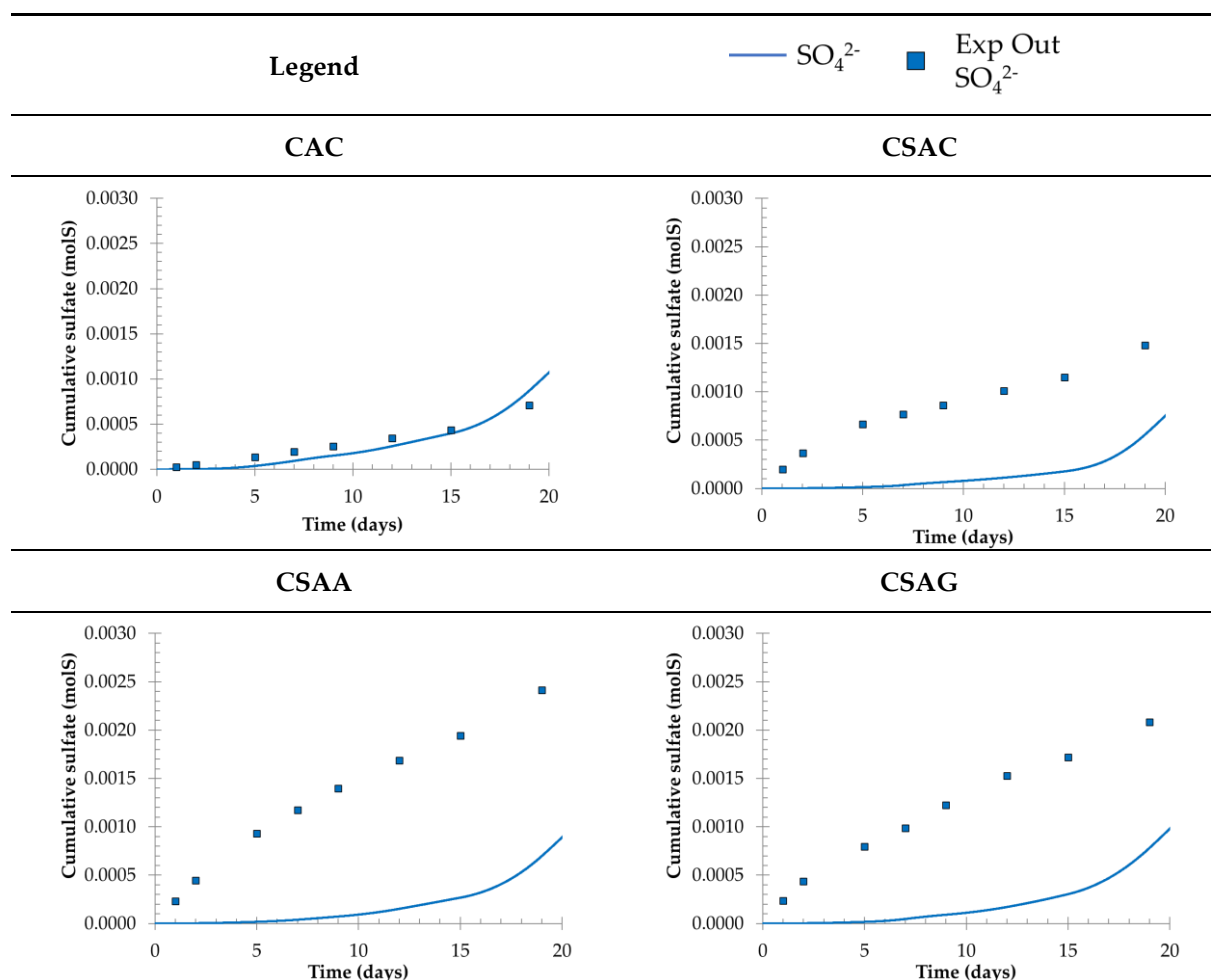 Legend
SO₄²⁻
Exp Out
SO₄²⁻
CAC
CSAC
Cumulative sulfate (molS)
0.0030
0.0025
0.0020
0.0015
0.0010
0.0005
0.0000
0 5 10 15 20
Time (days)
Cumulative sulfate (molS)
0.0030
0.0025
0.0020
0.0015
0.0010
0.0005
0.0000
0 5 10 15 20
Time (days)
CSAA
CSAG
Cumulative sulfate (molS)
0.0030
0.0025
0.0020
0.0015
0.0010
0.0005
0.0000
0 5 10 15 20
Time (days)
Cumulative sulfate (molS)
0.0030
0.0025
0.0020
0.0015
0.0010
0.0005
0.0000
0 5 10 15 20
Time (days)